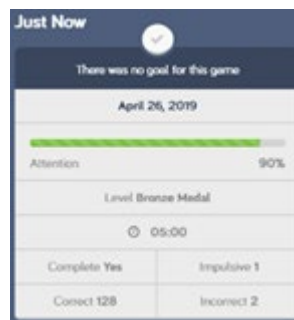 Just Now
There was no goal for this game
April 26, 2019
Attention 90%
Level Bronze Medal
05:00
Complete Yes Impulsive 1
Correct 128 Incorrect 2